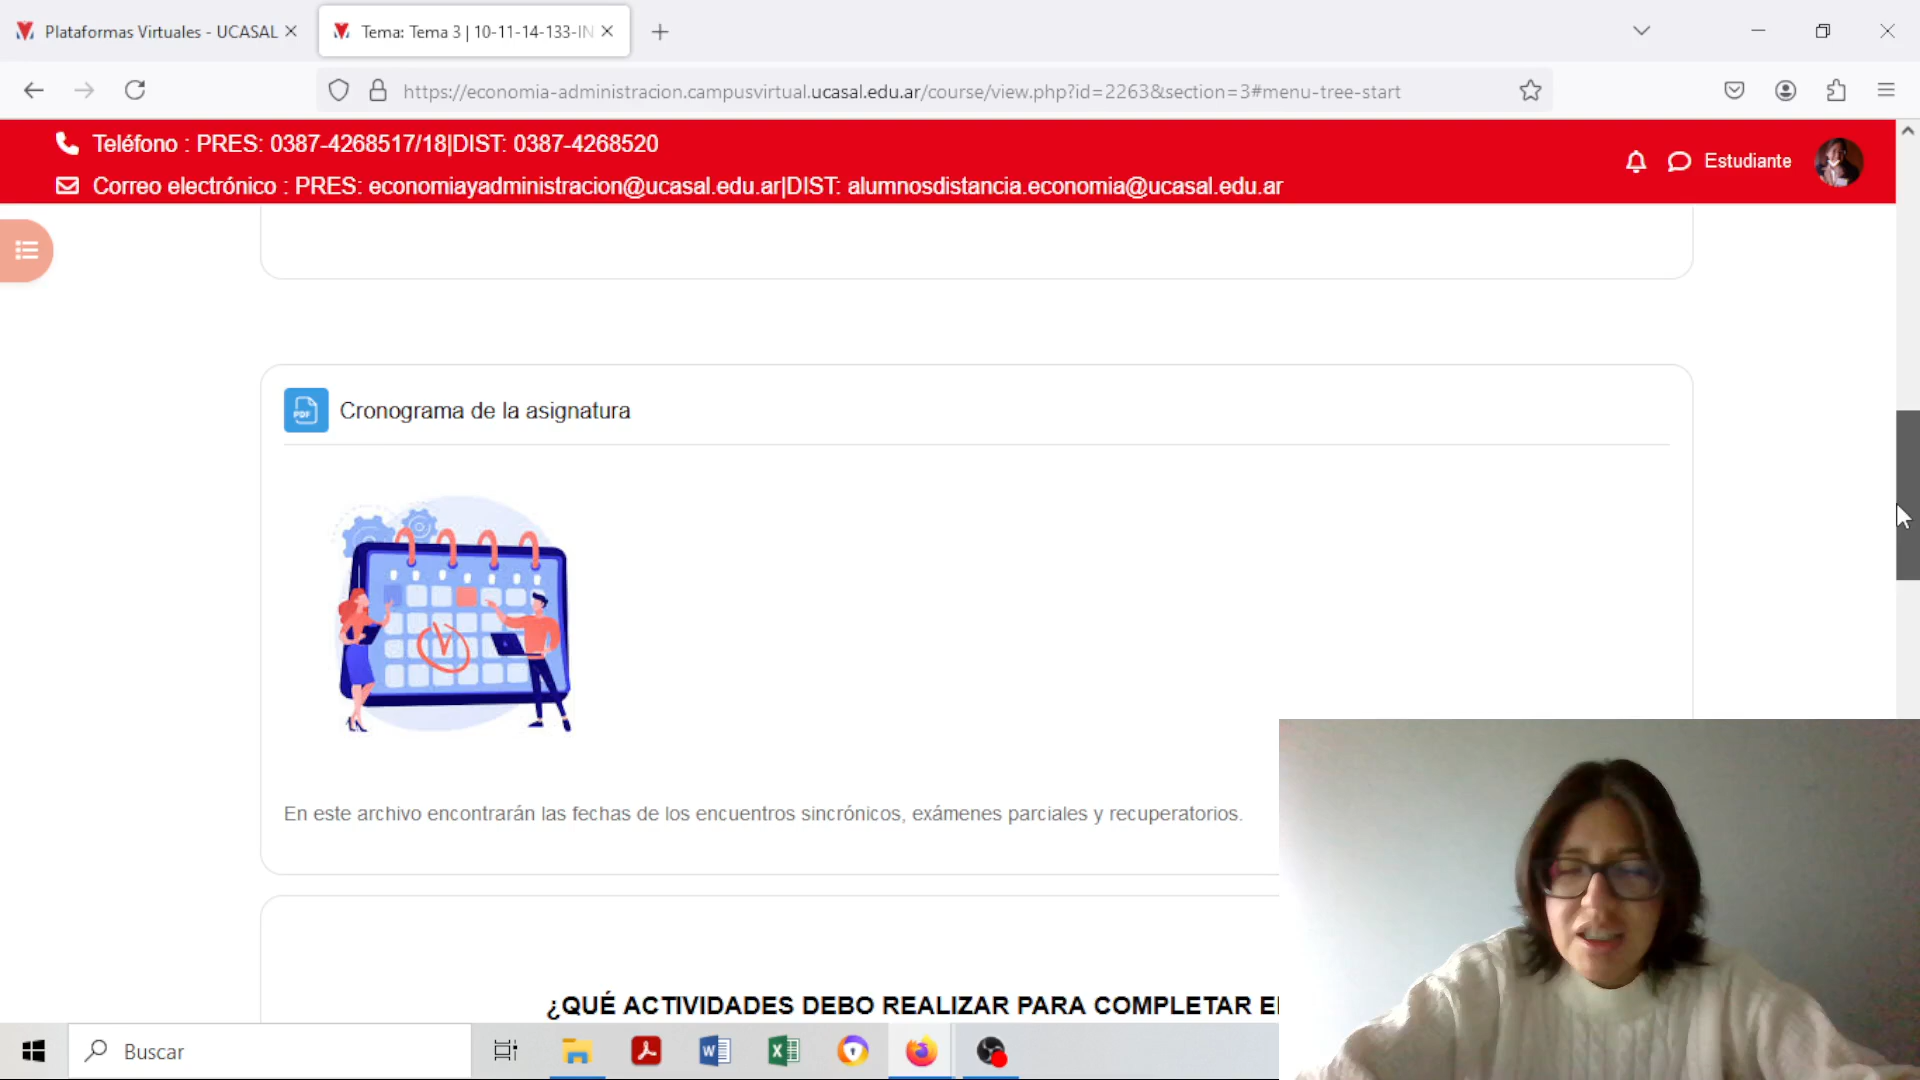 Plataformas Virtuales - UCASAL
Tema: Tema 3 | 10-11-14-133-IN
https://economia-administracion.campusvirtual.ucasal.edu.ar/course/view.php?id=2263&section=3#menu-tree-start
Teléfono : PRES: 0387-4268517/18|DIST: 0387-4268520
Estudiante
Correo electrónico : PRES: economiayadministracion@ucasal.edu.ar|DIST: alumnosdistancia.economia@ucasal.edu.ar
PDF
Cronograma de la asignatura
En este archivo encontrarán las fechas de los encuentros sincrónicos, exámenes parciales y recuperatorios.
¿QUÉ ACTIVIDADES DEBO REALIZAR PARA COMPLETAR EL
Buscar